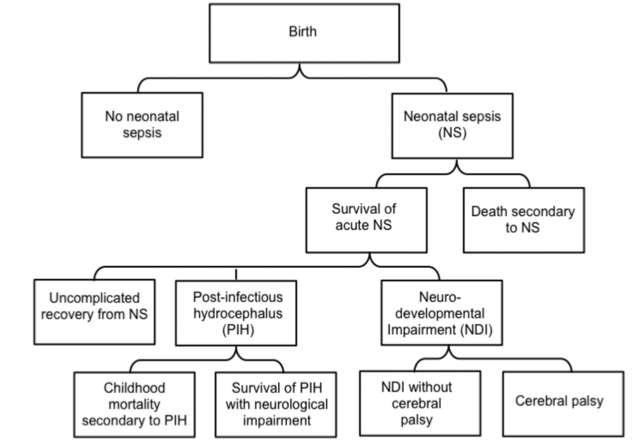 Birth
No neonatal
sepsis
Neonatal sepsis
(NS)
Survival of
acute NS
Death secondary
to NS
Uncomplicated
recovery from NS
Post-infectious
hydrocephalus
(PIH)
Neuro-
developmental
Impairment (NDI)
Childhood
mortality
secondary to PIH
Survival of PIH
with neurological
impairment
NDI without
cerebral
palsy
Cerebral palsy